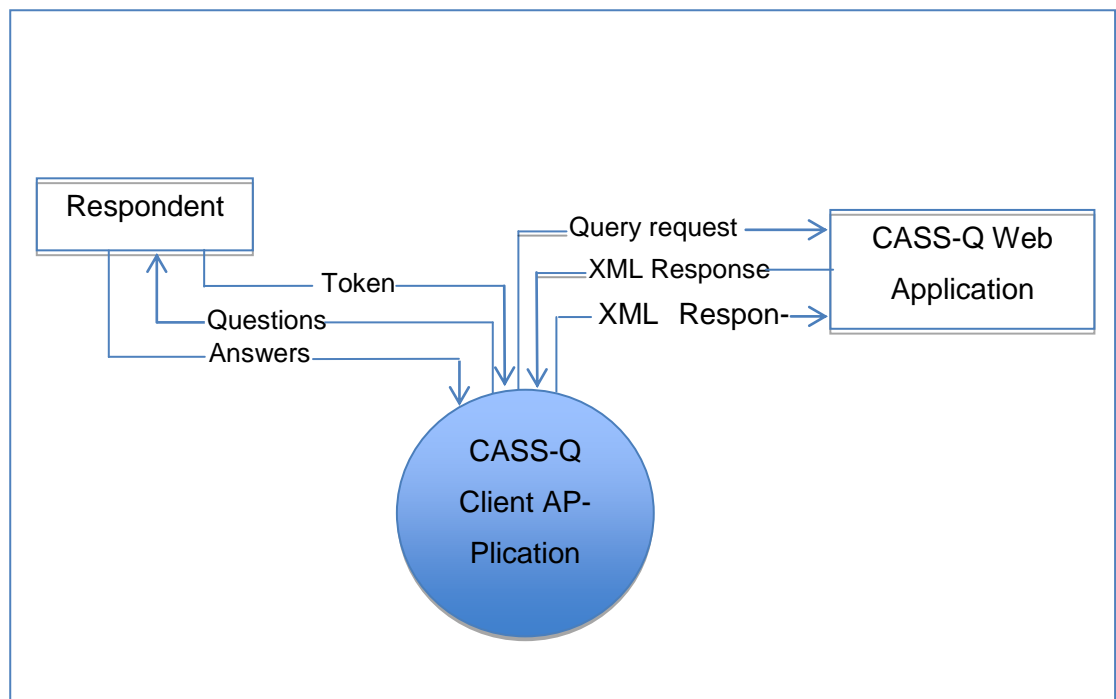 Respondent
Token
Questions
Answers
Query request
XML Response
XML Respon-
CASS-Q Web
Application
CASS-Q
Client AP-
Plication